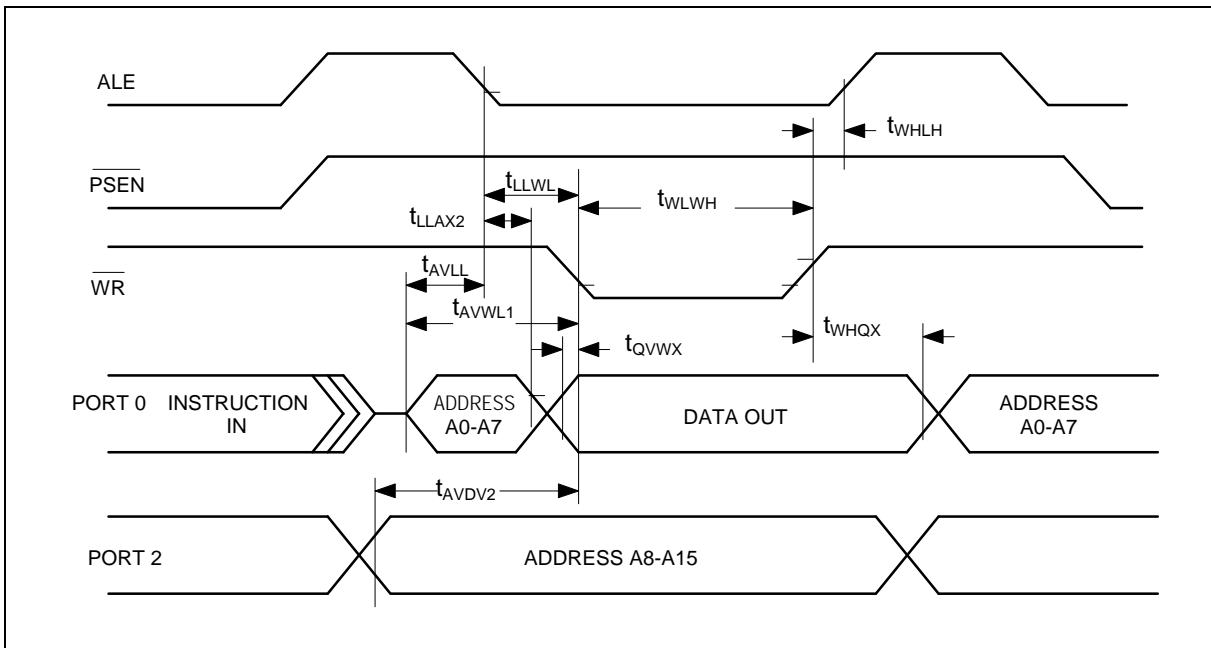 ALE
tWHLH
PSEN
tLLWL
tWLWH
tLLAX2
WR
tAVLL
tAVWL1
tWHQX
tQVWX
PORT 0
INSTRUCTION
IN
ADDRESS
A0-A7
DATA OUT
ADDRESS
A0-A7
tAVDV2
PORT 2
ADDRESS A8-A15